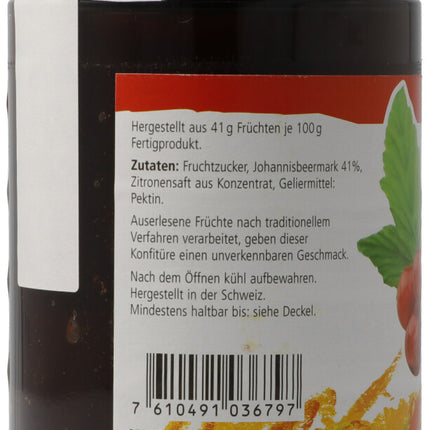 Hergestellt aus 41 g Früchten je 100 g
Fertigprodukt.
Zutaten: Fruchtzucker, Johannisbeermark 41%,
Zitronensaft aus Konzentrat, Geliermittel:
Pektin.
Auserlesene Früchte nach traditionellem
Verfahren verarbeitet, geben dieser
Konfitüre einen unverkennbaren Geschmack.
Nach dem Öffnen kühl aufbewahren.
Hergestellt in der Schweiz.
Mindestens haltbar bis: siehe Deckel.
7 610491 036797